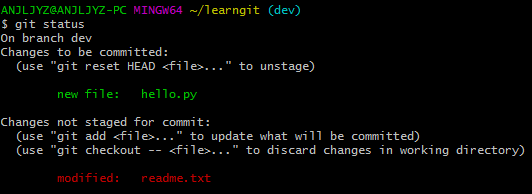 ANJLJYZ@ANJLJYZ-PC MINGW64 ~/learngit (dev)
$ git status
On branch dev
Changes to be committed:
  (use "git reset HEAD <file>..." to unstage)

        new file:   hello.py

Changes not staged for commit:
  (use "git add <file>..." to update what will be committed)
  (use "git checkout -- <file>..." to discard changes in working directory)

        modified:   readme.txt